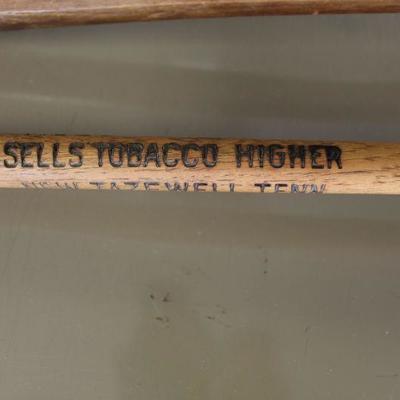 SELLS TOBACCO HIGHER
NEW TAZEWELL, TENN.